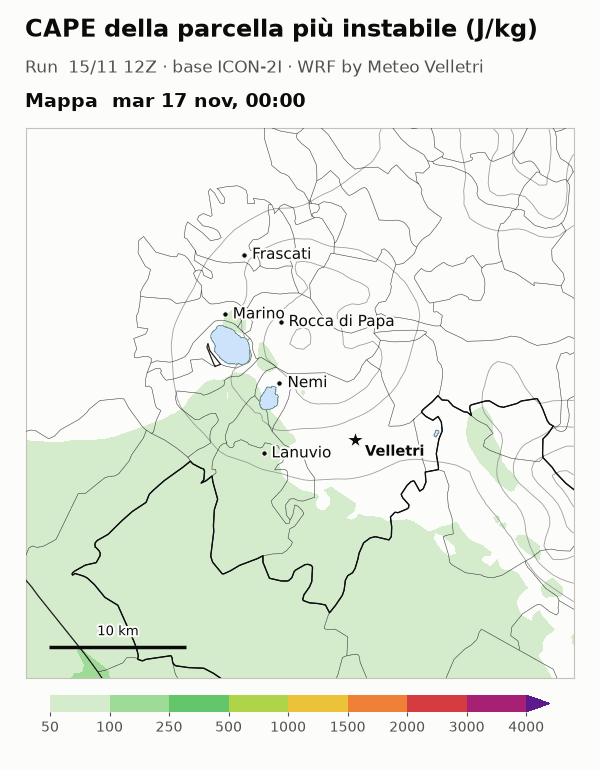 CAPE della parcella più instabile (J/kg)
Run  15/11 12Z · base ICON-2I · WRF by Meteo Velletri
Mappa  mar 17 nov, 00:00
Frascati
Marino
Rocca di Papa
Nemi
Velletri
Lanuvio
10 km
50 100 250 500 1000 1500 2000 3000 4000